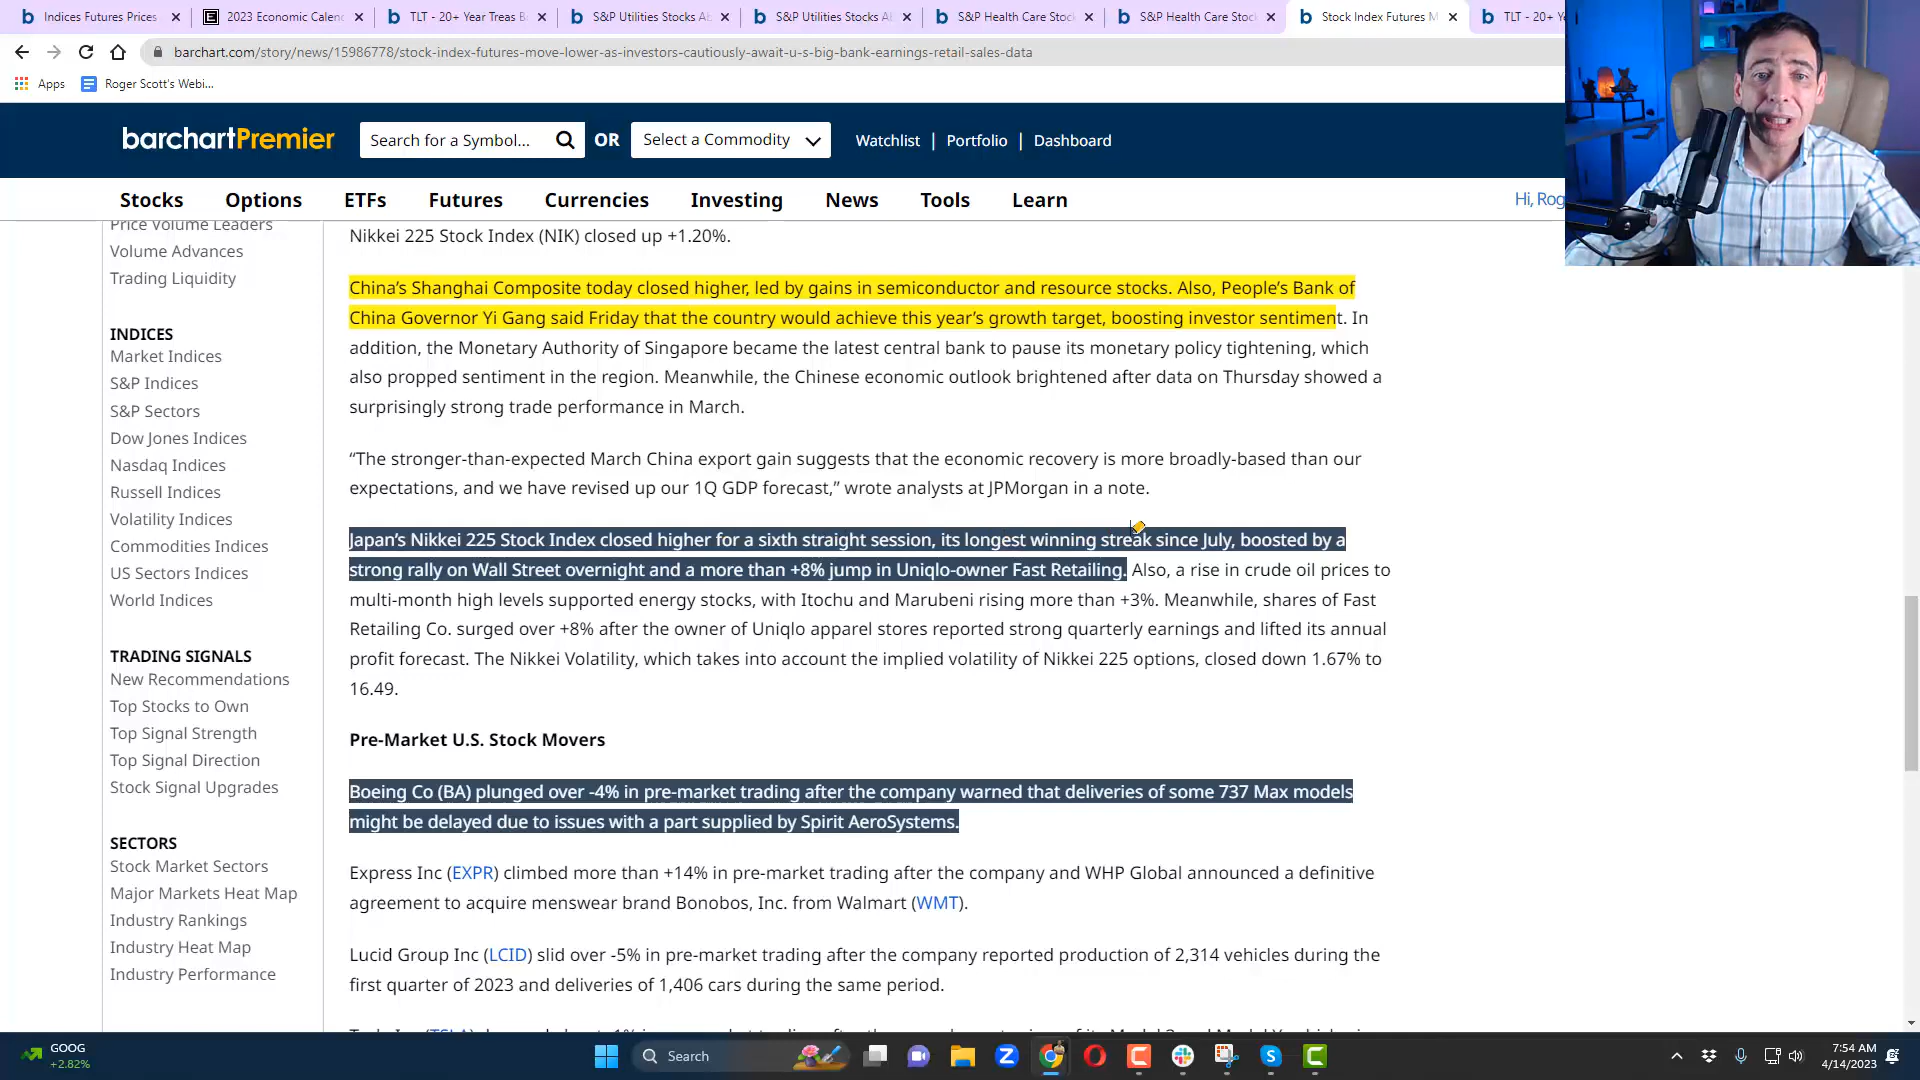 Indices Futures Prices
2023 Economic Calen
TLT - 20+ Year Treas B
S&P Utilities Stocks Al
S&P Utilities Stocks Al
S&P Health Care Stoc
S&P Health Care Stoc
Stock Index Futures M
TLT - 20+ Ye
barchart.com/story/news/15986778/stock-index-futures-move-lower-as-investors-cautiously-await-u-s-big-bank-earnings-retail-sales-data
Apps
Roger Scott's Webi...
barchartPremier
Search for a Symbol...
OR
Select a Commodity
Watchlist | Portfolio | Dashboard
Stocks
Options
ETFs
Futures
Currencies
Investing
News
Tools
Learn
Hi, Rog
Price Volume Leaders
Volume Advances
Trading Liquidity
INDICES
Market Indices
S&P Indices
S&P Sectors
Dow Jones Indices
Nasdaq Indices
Russell Indices
Volatility Indices
Commodities Indices
US Sectors Indices
World Indices
TRADING SIGNALS
New Recommendations
Top Stocks to Own
Top Signal Strength
Top Signal Direction
Stock Signal Upgrades
SECTORS
Stock Market Sectors
Major Markets Heat Map
Industry Rankings
Industry Heat Map
Industry Performance
Nikkei 225 Stock Index (NIK) closed up +1.20%.
China's Shanghai Composite today closed higher, led by gains in semiconductor and resource stocks. Also, People's Bank of
China Governor Yi Gang said Friday that the country would achieve this year's growth target, boosting investor sentiment. In
addition, the Monetary Authority of Singapore became the latest central bank to pause its monetary policy tightening, which
also propped sentiment in the region. Meanwhile, the Chinese economic outlook brightened after data on Thursday showed a
surprisingly strong trade performance in March.
“The stronger-than-expected March China export gain suggests that the economic recovery is more broadly-based than our
expectations, and we have revised up our 1Q GDP forecast,” wrote analysts at JPMorgan in a note.
Japan's Nikkei 225 Stock Index closed higher for a sixth straight session, its longest winning streak since July, boosted by a
strong rally on Wall Street overnight and a more than +8% jump in Uniqlo-owner Fast Retailing. Also, a rise in crude oil prices to
multi-month high levels supported energy stocks, with Itochu and Marubeni rising more than +3%. Meanwhile, shares of Fast
Retailing Co. surged over +8% after the owner of Uniqlo apparel stores reported strong quarterly earnings and lifted its annual
profit forecast. The Nikkei Volatility, which takes into account the implied volatility of Nikkei 225 options, closed down 1.67% to
16.49.
Pre-Market U.S. Stock Movers
Boeing Co (BA) plunged over -4% in pre-market trading after the company warned that deliveries of some 737 Max models
might be delayed due to issues with a part supplied by Spirit AeroSystems.
Express Inc (EXPR) climbed more than +14% in pre-market trading after the company and WHP Global announced a definitive
agreement to acquire menswear brand Bonobos, Inc. from Walmart (WMT).
Lucid Group Inc (LCID) slid over -5% in pre-market trading after the company reported production of 2,314 vehicles during the
first quarter of 2023 and deliveries of 1,406 cars during the same period.
GOOG
+2.82%
Search
7:54 AM
4/14/2023